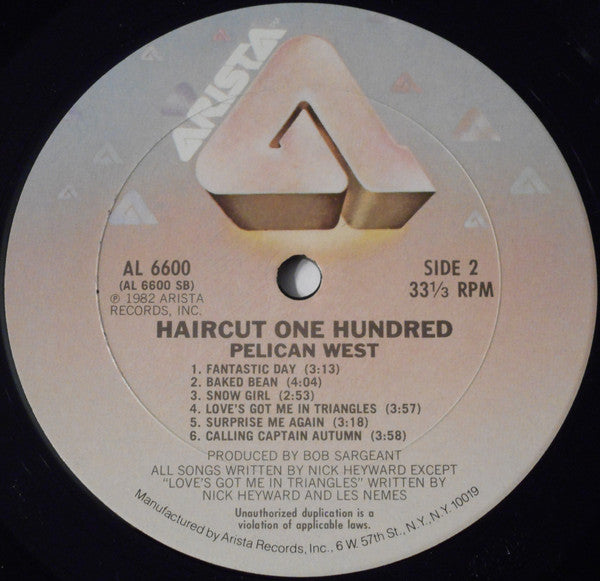 ARISTA
AL 6600
(AL 6600 SB)
℗ 1982 ARISTA
RECORDS, INC.
SIDE 2
33⅓ RPM
HAIRCUT ONE HUNDRED
PELICAN WEST
1. FANTASTIC DAY (3:13)
2. BAKED BEAN (4:04)
3. SNOW GIRL (2:53)
4. LOVE'S GOT ME IN TRIANGLES (3:57)
5. SURPRISE ME AGAIN (3:18)
6. CALLING CAPTAIN AUTUMN (3:58)
PRODUCED BY BOB SARGEANT
ALL SONGS WRITTEN BY NICK HEYWARD EXCEPT
"LOVE'S GOT ME IN TRIANGLES" WRITTEN BY
NICK HEYWARD AND LES NEMES
Unauthorized duplication is a
violation of applicable laws.
Manufactured by Arista Records, Inc., 6 W. 57th St., N.Y., N.Y. 10019